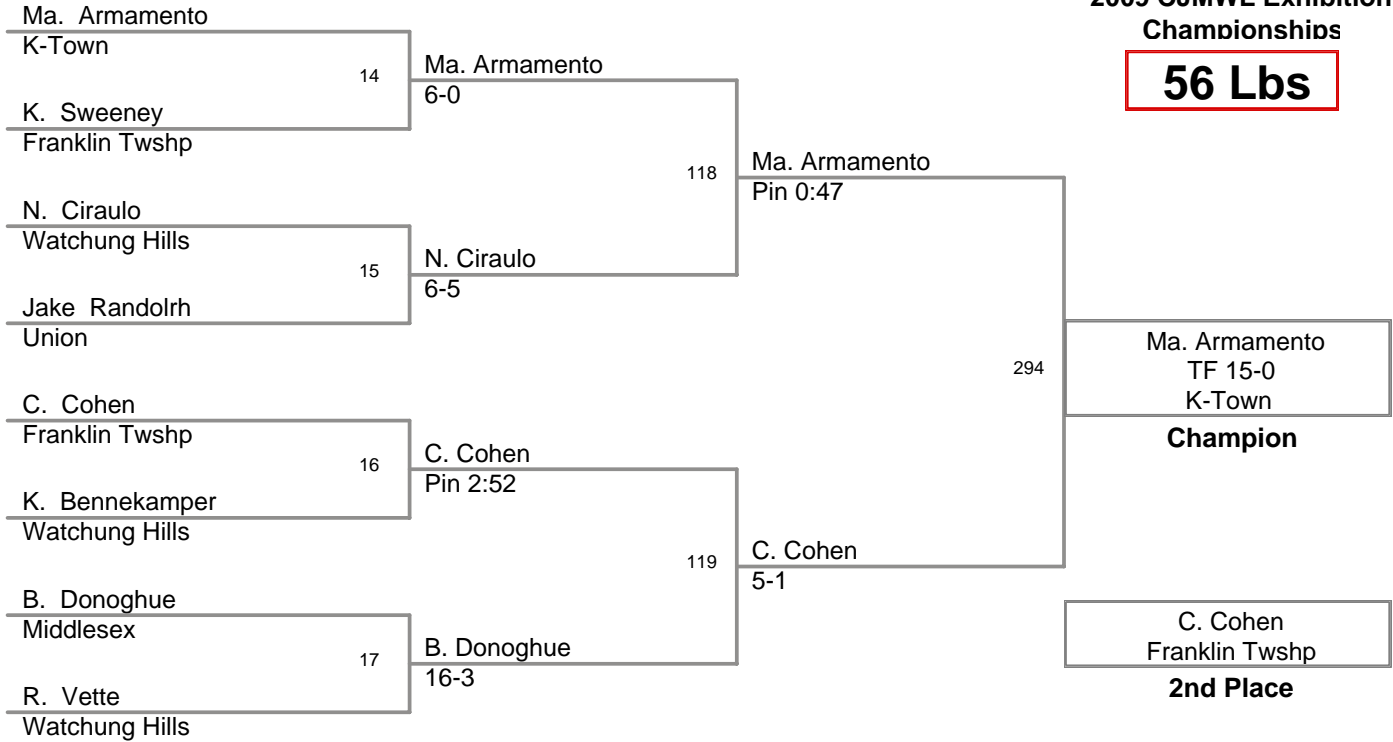 2009 CJMWL Exhibition
Championships
56 Lbs
Ma. Armamento
K-Town
14
K. Sweeney
Franklin Twshp
Ma. Armamento
6-0
118
N. Ciraulo
Watchung Hills
15
Jake Randolrh
Union
N. Ciraulo
6-5
Ma. Armamento
Pin 0:47
C. Cohen
Franklin Twshp
16
K. Bennekamper
Watchung Hills
C. Cohen
Pin 2:52
119
B. Donoghue
Middlesex
17
R. Vette
Watchung Hills
B. Donoghue
16-3
C. Cohen
5-1
294
Ma. Armamento
TF 15-0
K-Town
Champion
C. Cohen
Franklin Twshp
2nd Place